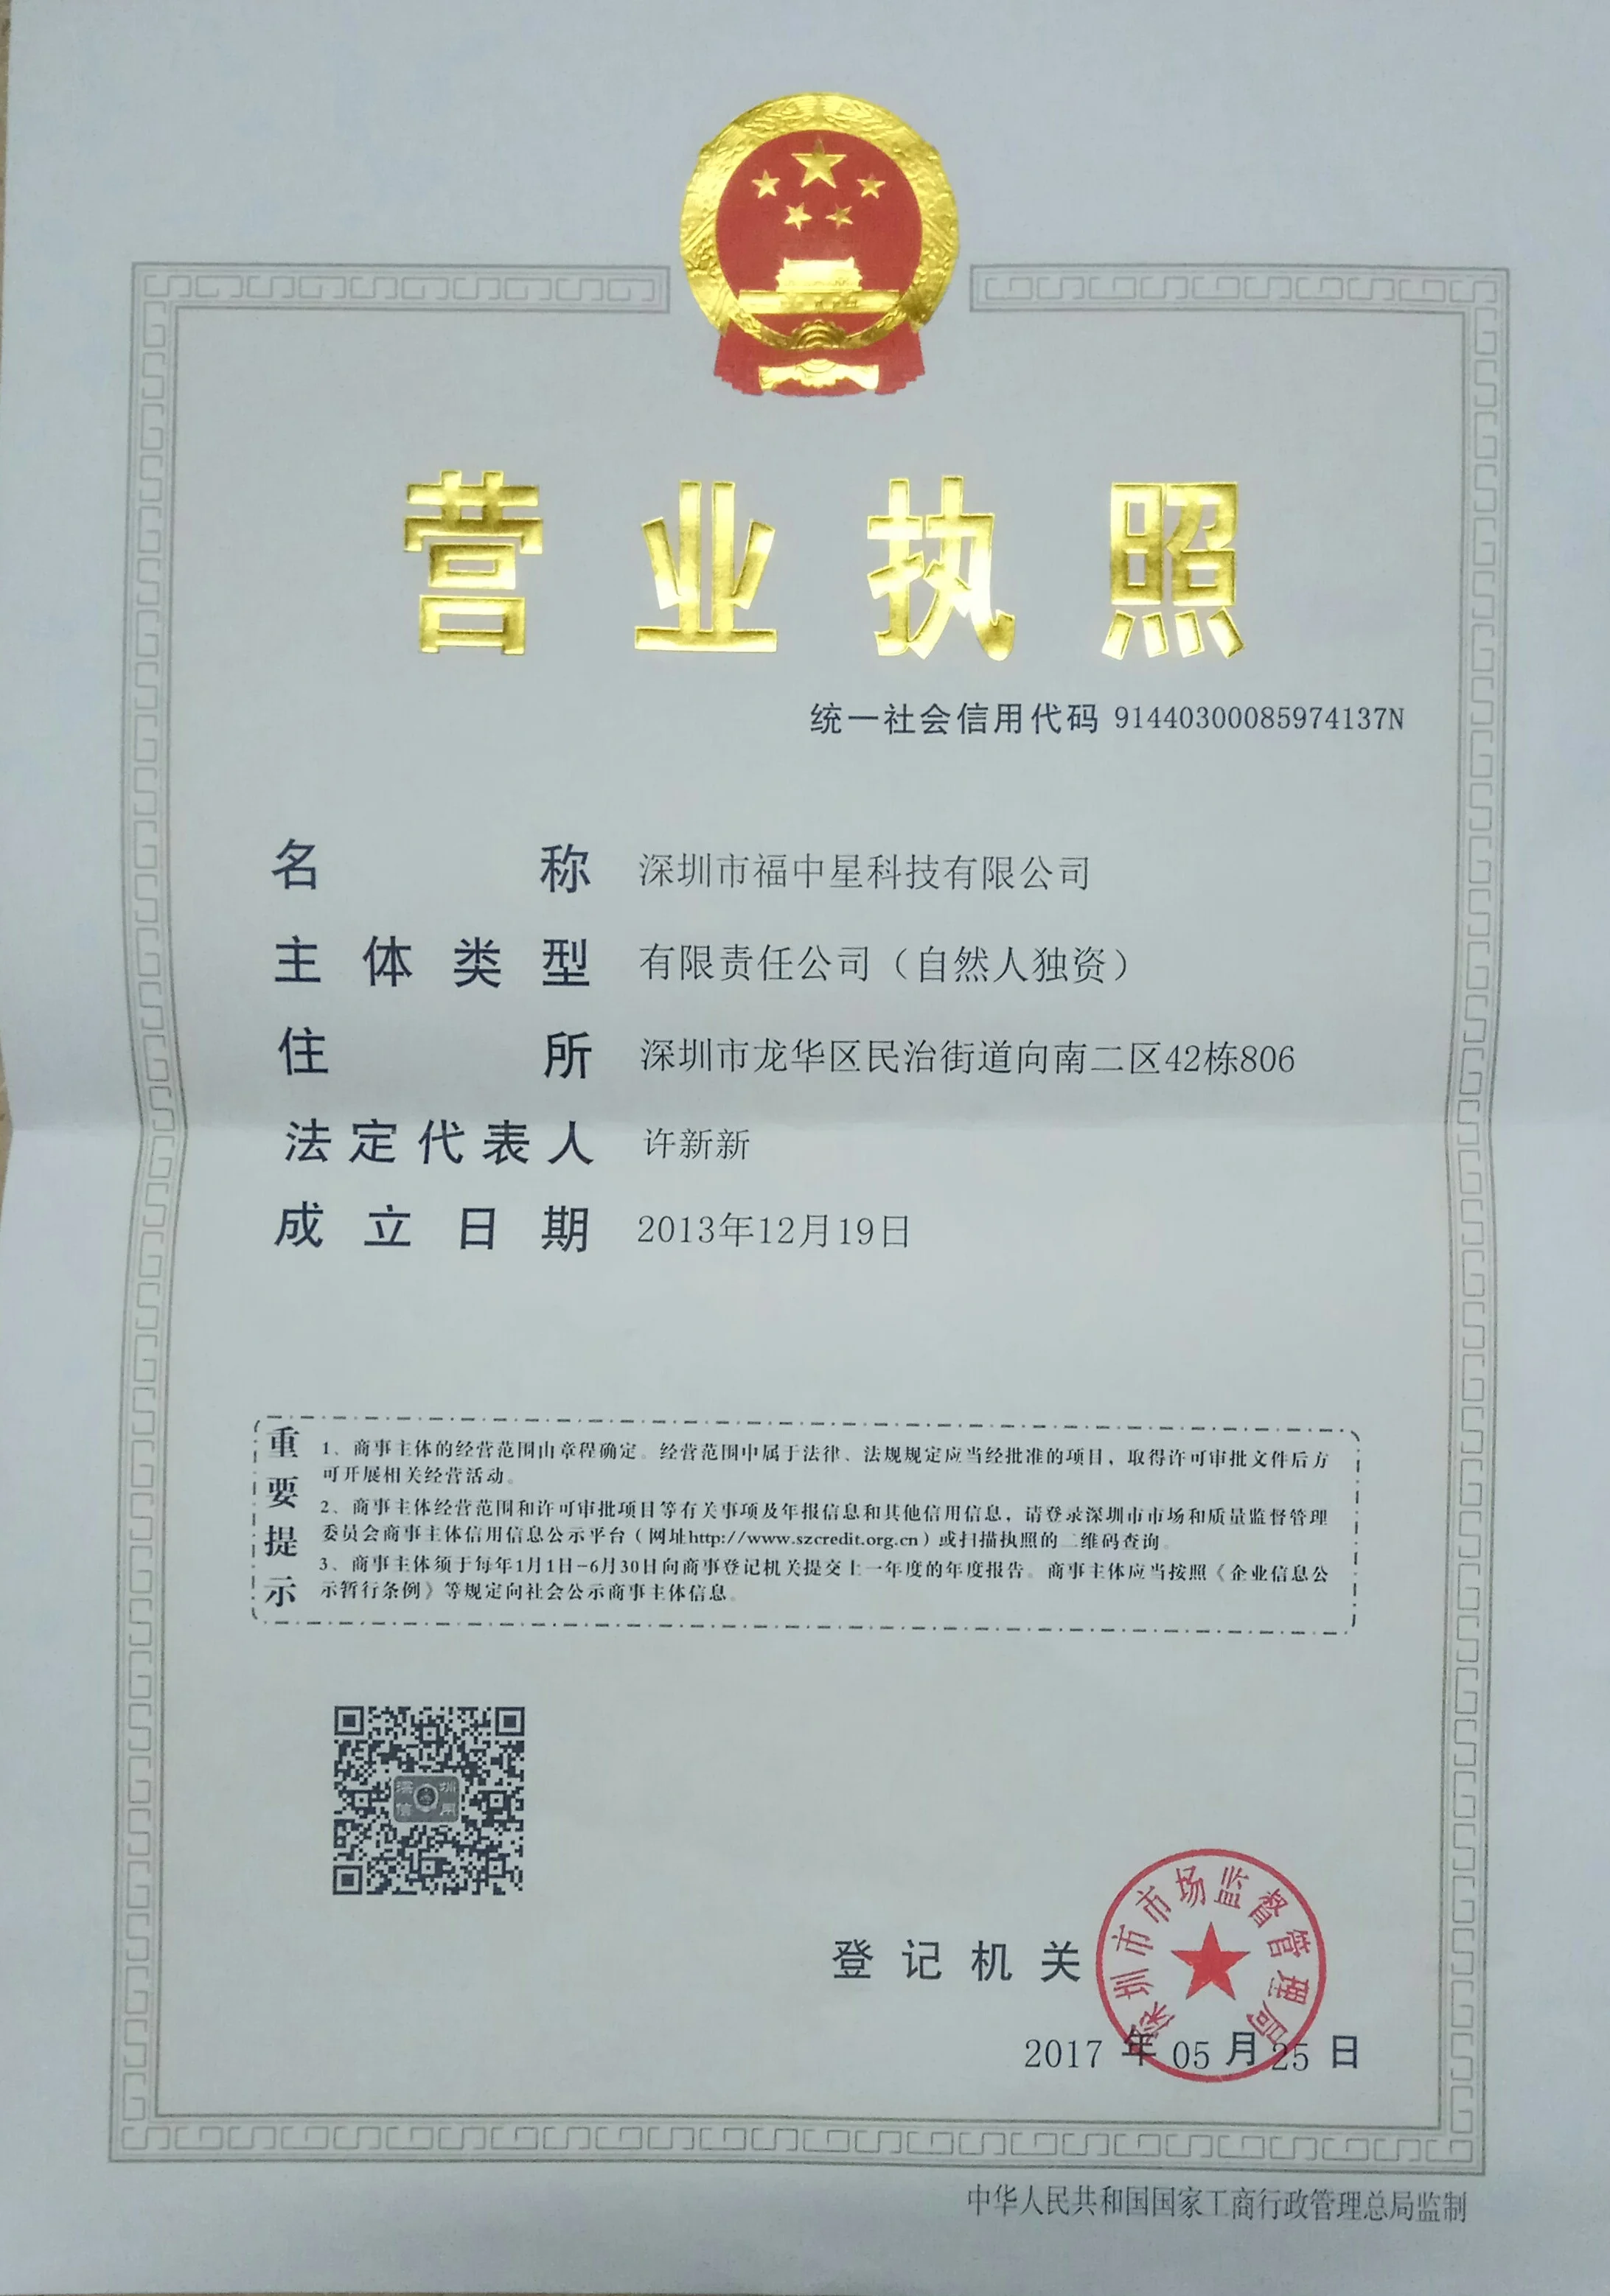 营业执照
统一社会信用代码 91440300085974137N
名称 深圳市福中星科技有限公司
主体类型 有限责任公司（自然人独资）
住所 深圳市龙华区民治街道向南二区42栋806
法定代表人 许新新
成立日期 2013年12月19日
重要提示
1、商事主体的经营范围由章程确定。经营范围中属于法律、法规规定应当经批准的项目，取得许可审批文件后方
可开展相关经营活动。
2、商事主体经营范围和许可审批项目等有关事项及年报信息和其他信用信息，请登录深圳市市场和质量监督管理
委员会商事主体信用信息公示平台（网址http://www.szcredit.org.cn）或扫描执照的二维码查询。
3、商事主体须于每年1月1日-6月30日向商事登记机关提交上一年度的年度报告。商事主体应当按照《企业信息公
示暂行条例》等规定向社会公示商事主体信息。
深圳
信用
登记机关
深圳市市场监督管理局
2017 年 05 月 25 日
中华人民共和国国家工商行政管理总局监制